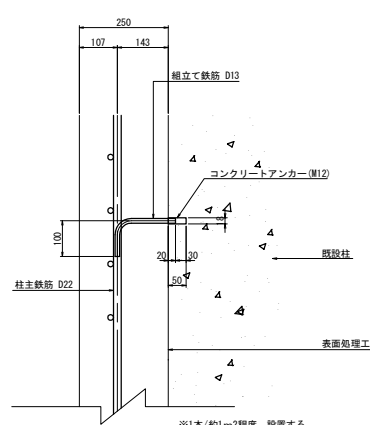 250
107 143
組立て鉄筋 D13
コンクリートアンカー(M12)
18
100
20 30
50
既設柱
柱主鉄筋 D22
表面処理工
※1本/約1m2程度 設置する